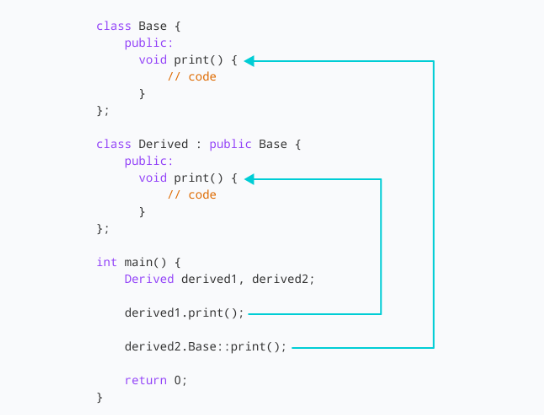 class Base {
    public:
      void print() {
          // code
      }
};

class Derived : public Base {
    public:
      void print() {
          // code
      }
};

int main() {
    Derived derived1, derived2;

    derived1.print();

    derived2.Base::print();

    return 0;
}